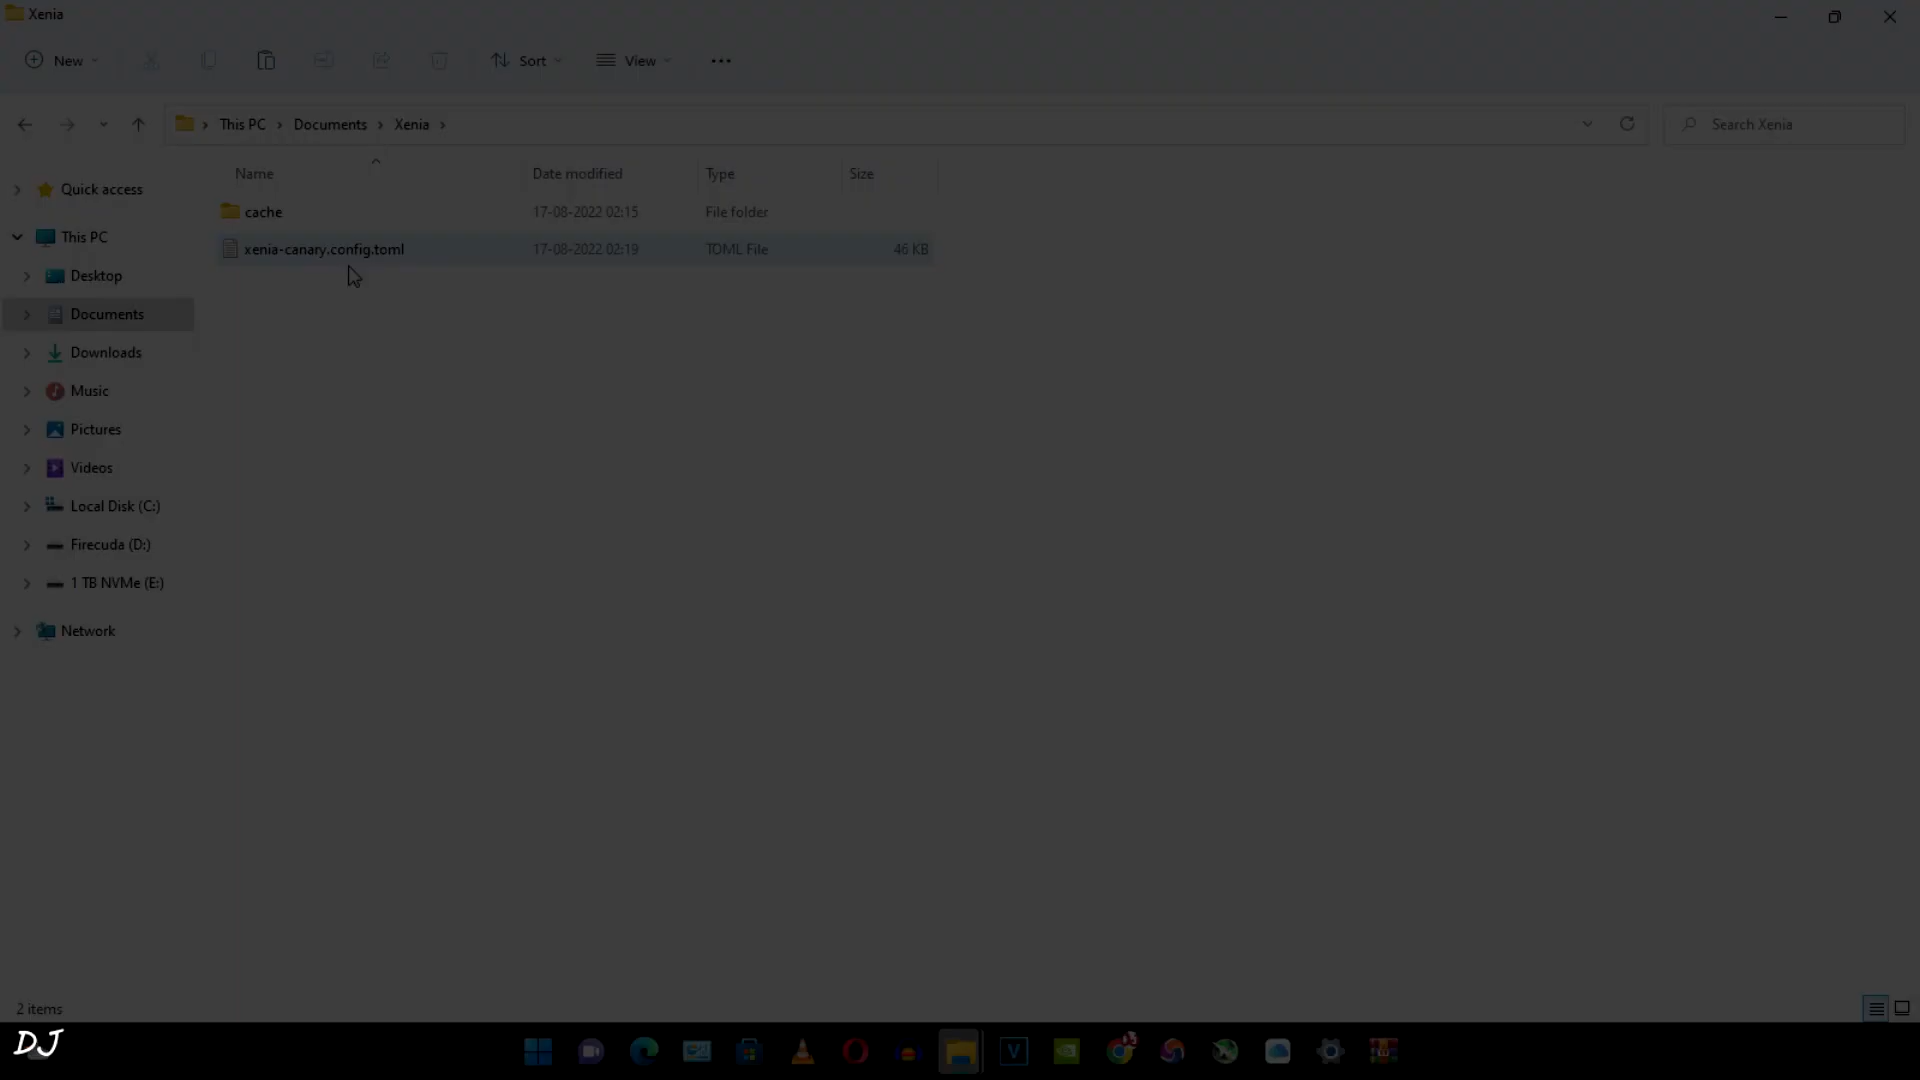 Xenia
New Sort View
This PC Documents Xenia Search Xenia
Name Date modified Type Size
cache 17-08-2022 02:15 File folder
xenia-canary.config.toml 17-08-2022 02:19 TOML File 46 KB
Quick access
This PC
Desktop
Documents
Downloads
Music
Pictures
Videos
Local Disk (C:)
Firecuda (D:)
1 TB NVMe (E:)
Network
2 items
DJ
V